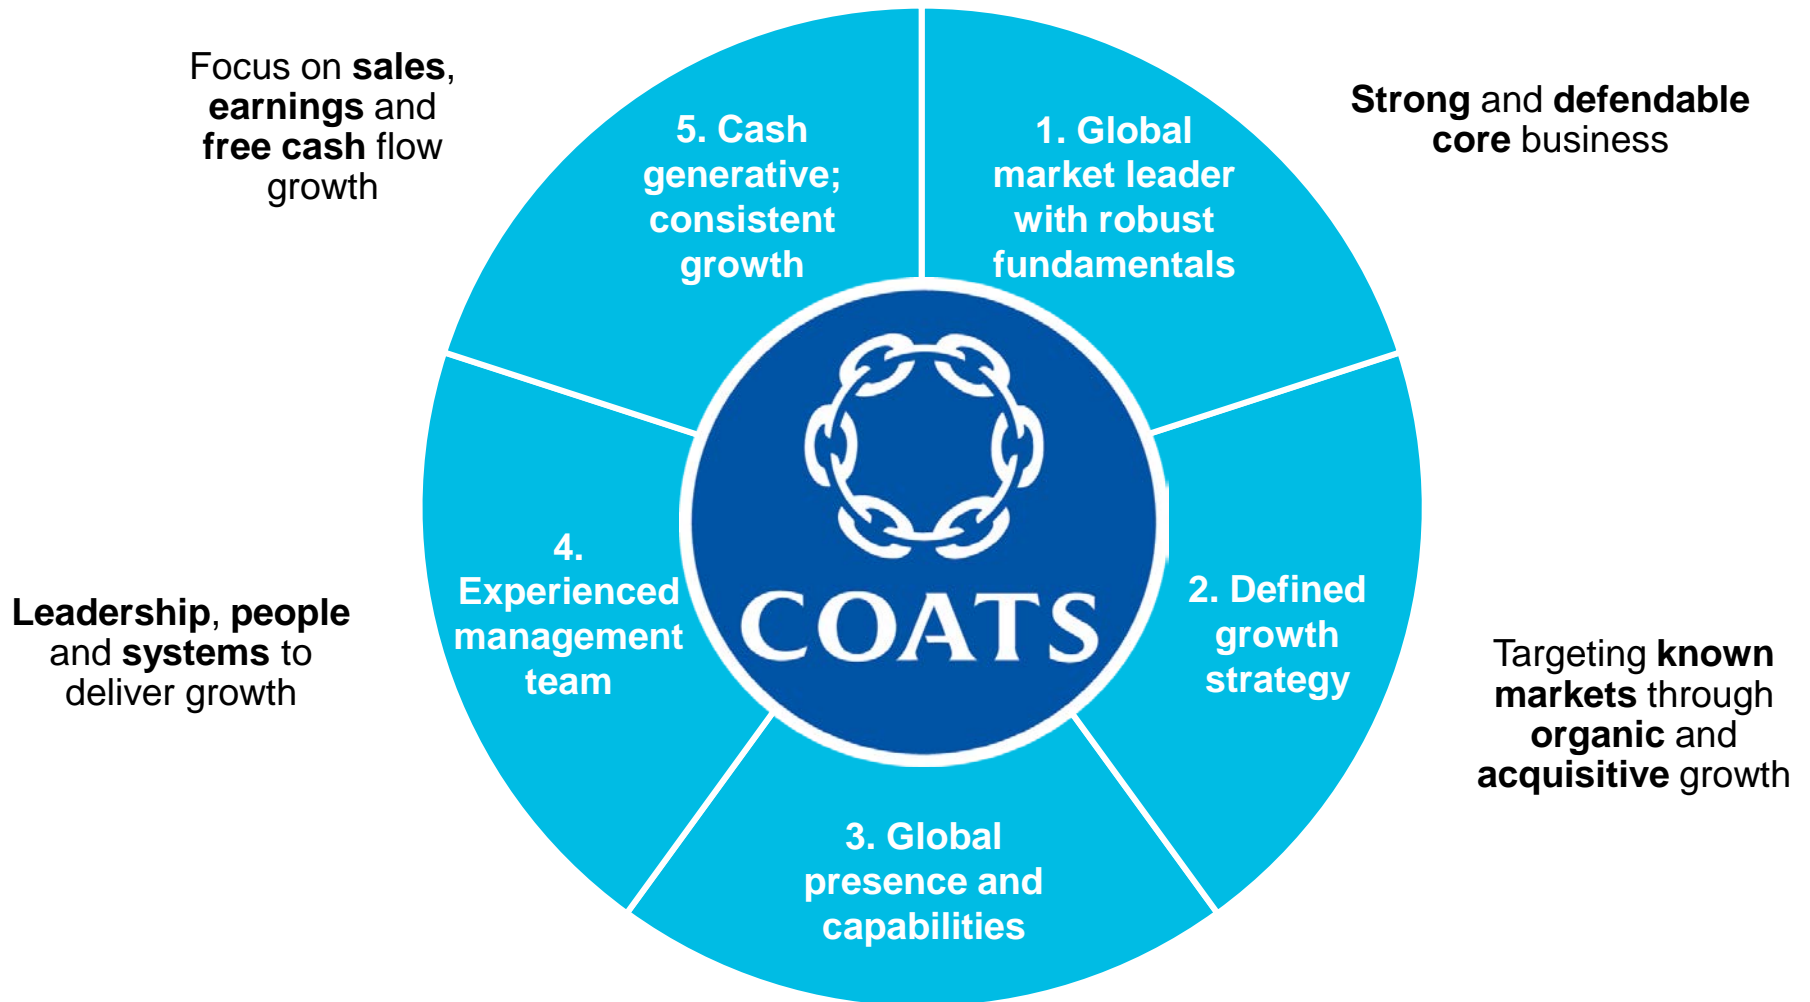 Focus on sales,
earnings and
free cash flow
growth
5. Cash
generative;
consistent
growth
1. Global
market leader
with robust
fundamentals
Strong and defendable
core business
4.
Experienced
management
team
Leadership, people
and systems to
deliver growth
COATS
2. Defined
growth
strategy
Targeting known
markets through
organic and
acquisitive growth
3. Global
presence and
capabilities